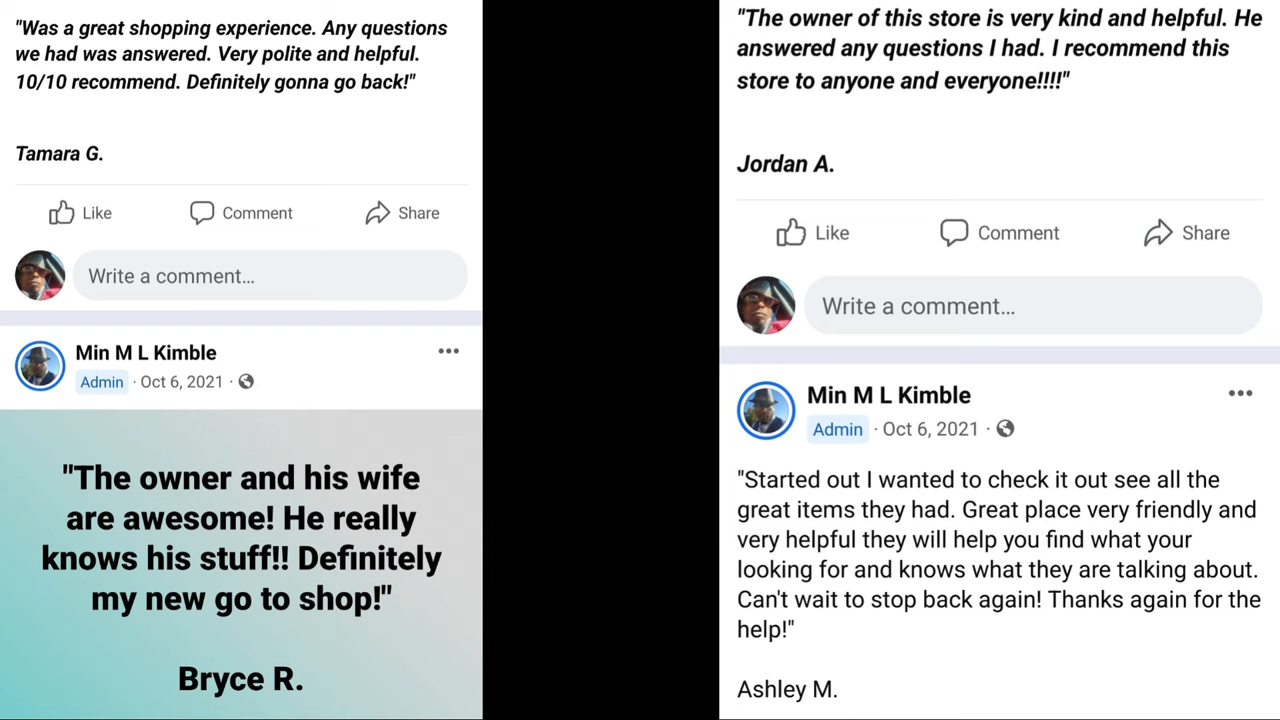 "Was a great shopping experience. Any questions
we had was answered. Very polite and helpful.
10/10 recommend. Definitely gonna go back!"
Tamara G.
Like Comment Share
Write a comment...
Min M L Kimble
Admin · Oct 6, 2021 ·
"The owner and his wife
are awesome! He really
knows his stuff!! Definitely
my new go to shop!"
Bryce R.
"The owner of this store is very kind and helpful. He
answered any questions I had. I recommend this
store to anyone and everyone!!!!"
Jordan A.
Like Comment Share
Write a comment...
Min M L Kimble
Admin · Oct 6, 2021 ·
"Started out I wanted to check it out see all the
great items they had. Great place very friendly and
very helpful they will help you find what your
looking for and knows what they are talking about.
Can't wait to stop back again! Thanks again for the
help!"
Ashley M.